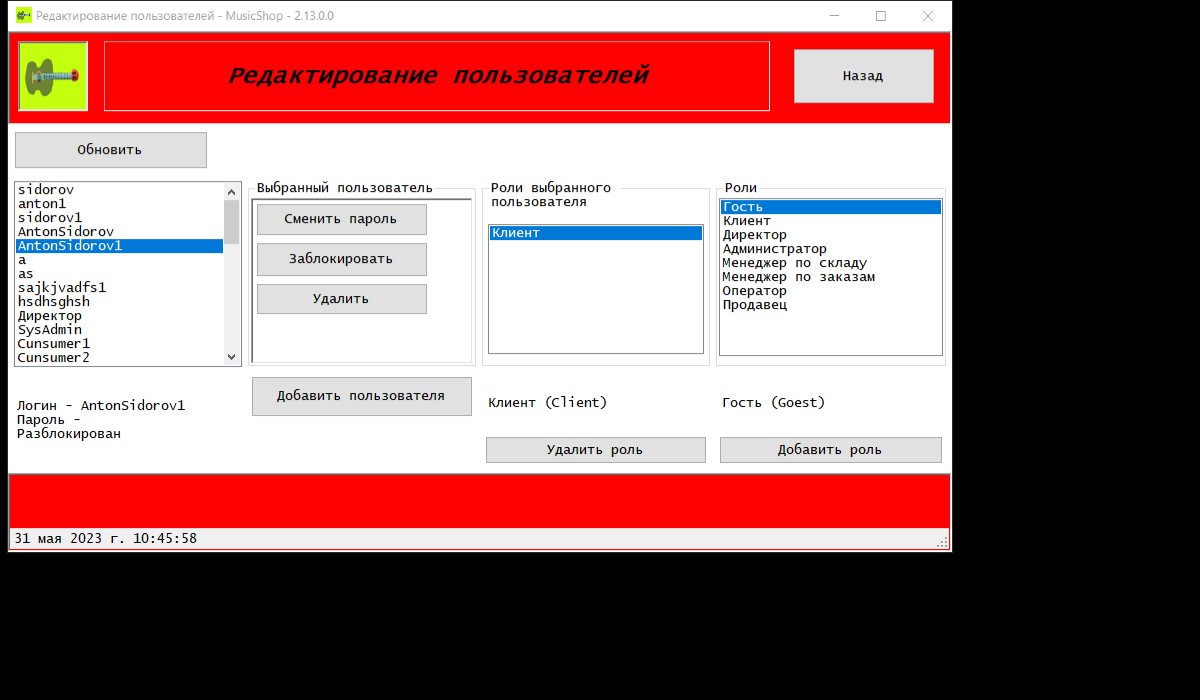 Редактирование пользователей - MusicShop - 2.13.0.0
Редактирование пользователей
Назад
Обновить
sidorov
anton1
sidorov1
AntonSidorov
AntonSidorov1
a
as
sajkjvadfs1
hsdhsghsh
Директор
SysAdmin
Cunsumer1
Cunsumer2
Выбранный пользователь
Сменить пароль
Заблокировать
Удалить
Добавить пользователя
Роли выбранного
пользователя
Клиент
Роли
Гость
Клиент
Директор
Администратор
Менеджер по складу
Менеджер по заказам
Оператор
Продавец
Логин - AntonSidorov1
Пароль -
Разблокирован
Клиент (Client)
Гость (Goest)
Удалить роль
Добавить роль
31 мая 2023 г. 10:45:58